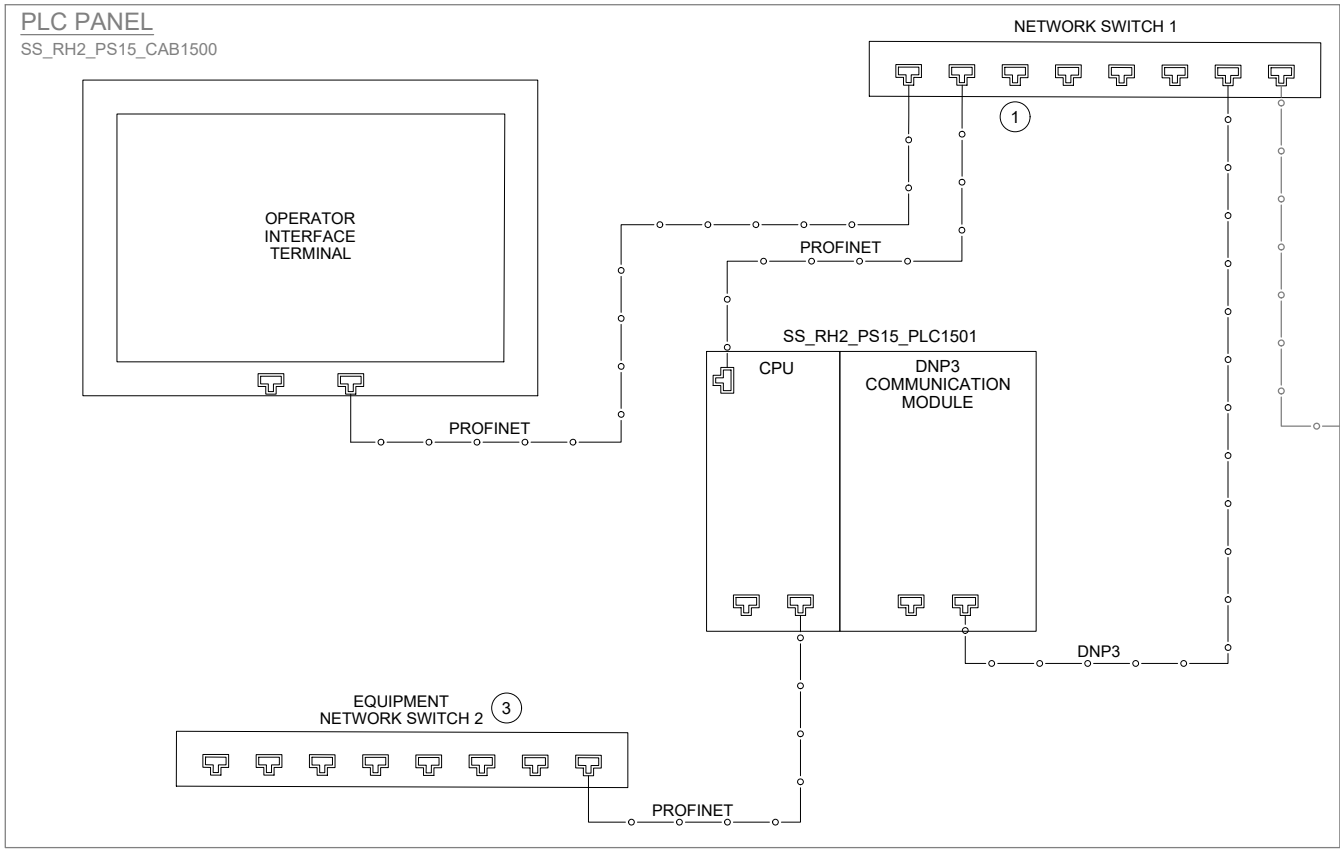 PLC PANEL
SS_RH2_PS15_CAB1500
NETWORK SWITCH 1
1
OPERATOR
INTERFACE
TERMINAL
PROFINET
PROFINET
SS_RH2_PS15_PLC1501
CPU
DNP3
COMMUNICATION
MODULE
DNP3
EQUIPMENT
NETWORK SWITCH 2
3
PROFINET